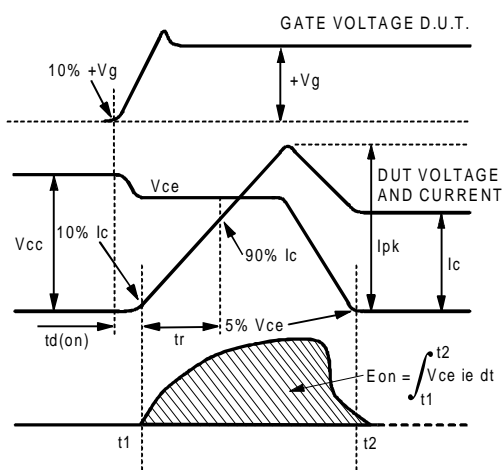 GATE VOLTAGE D.U.T.
10% +Vg
+Vg
DUT VOLTAGE
AND CURRENT
Vce
Vcc
10% Ic
90% Ic
Ipk
Ic
td(on)
tr
5% Vce
Eon = ∫ Vce ie dt
t2
t1
t1
t2